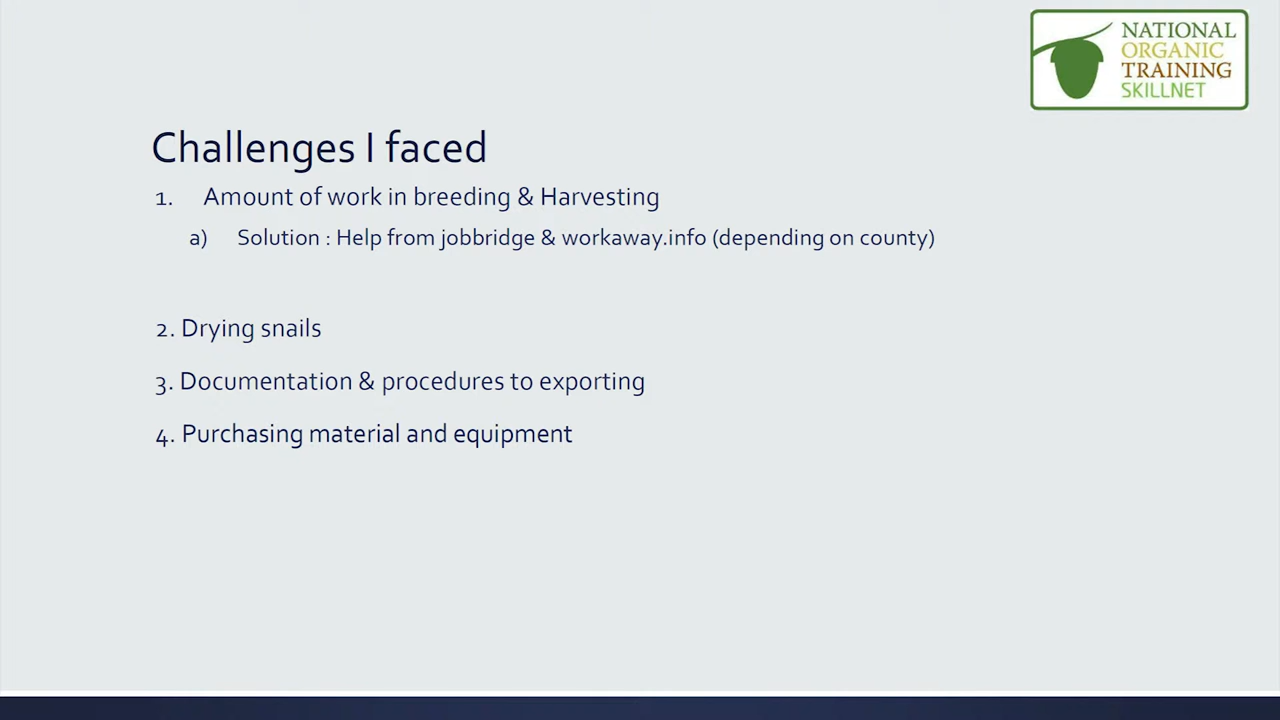 NATIONAL
ORGANIC
TRAINING
SKILLNET
Challenges I faced
1. Amount of work in breeding & Harvesting
a) Solution : Help from jobbridge & workaway.info (depending on county)
2. Drying snails
3. Documentation & procedures to exporting
4. Purchasing material and equipment